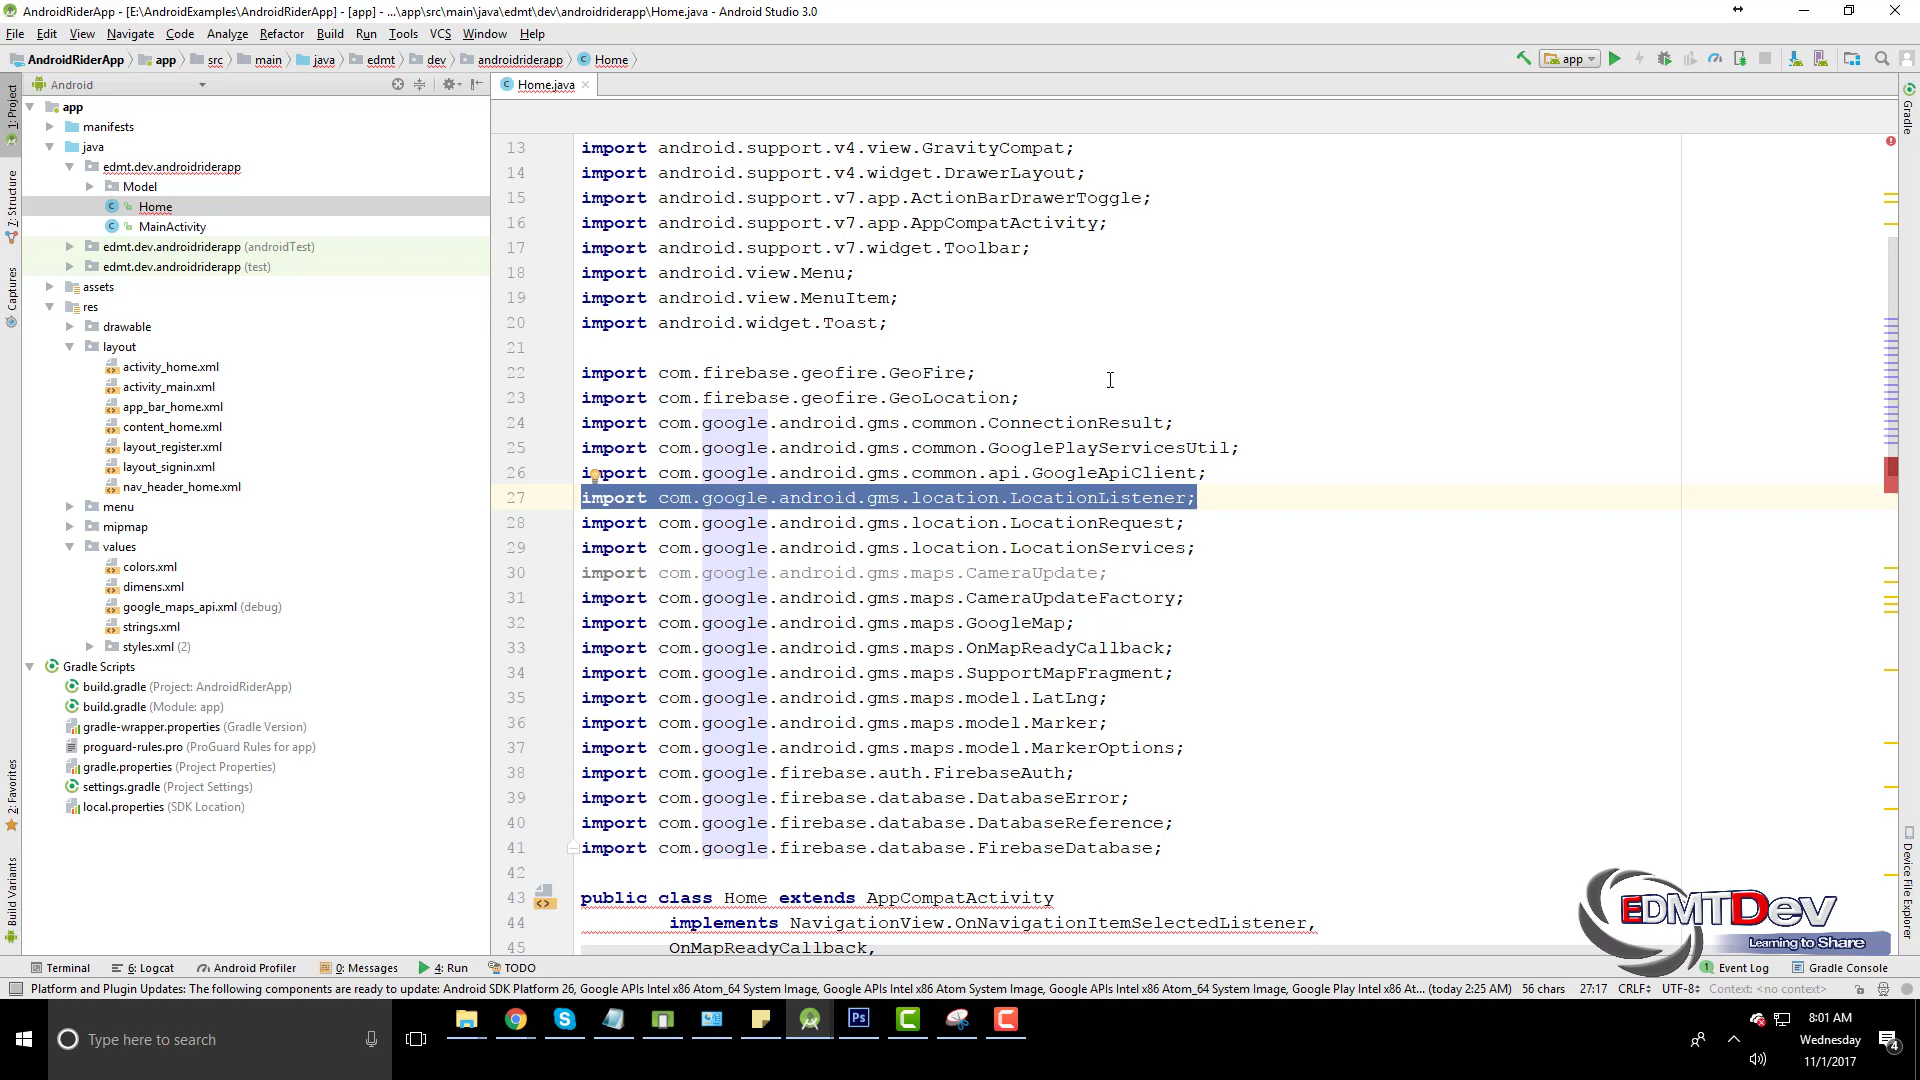 AndroidRiderApp - [E:\AndroidExamples\AndroidRiderApp] - [app] - ...\app\src\main\java\edmt\dev\androidriderapp\Home.java - Android Studio 3.0
File Edit View Navigate Code Analyze Refactor Build Run Tools VCS Window Help
AndroidRiderApp app src main java edmt dev androidriderapp Home app
Android
Home.java
1: Project
7: Structure
Captures
2: Favorites
Build Variants
Gradle
Device File Explorer
app
manifests
java
edmt.dev.androidriderapp
Model
Home
MainActivity
edmt.dev.androidriderapp (androidTest)
edmt.dev.androidriderapp (test)
assets
res
drawable
layout
activity_home.xml
activity_main.xml
app_bar_home.xml
content_home.xml
layout_register.xml
layout_signin.xml
nav_header_home.xml
menu
mipmap
values
colors.xml
dimens.xml
google_maps_api.xml (debug)
strings.xml
styles.xml (2)
Gradle Scripts
build.gradle (Project: AndroidRiderApp)
build.gradle (Module: app)
gradle-wrapper.properties (Gradle Version)
proguard-rules.pro (ProGuard Rules for app)
gradle.properties (Project Properties)
settings.gradle (Project Settings)
local.properties (SDK Location)
13 import android.support.v4.view.GravityCompat;
14 import android.support.v4.widget.DrawerLayout;
15 import android.support.v7.app.ActionBarDrawerToggle;
16 import android.support.v7.app.AppCompatActivity;
17 import android.support.v7.widget.Toolbar;
18 import android.view.Menu;
19 import android.view.MenuItem;
20 import android.widget.Toast;
21
22 import com.firebase.geofire.GeoFire;
23 import com.firebase.geofire.GeoLocation;
24 import com.google.android.gms.common.ConnectionResult;
25 import com.google.android.gms.common.GooglePlayServicesUtil;
26 import com.google.android.gms.common.api.GoogleApiClient;
27 import com.google.android.gms.location.LocationListener;
28 import com.google.android.gms.location.LocationRequest;
29 import com.google.android.gms.location.LocationServices;
30 import com.google.android.gms.maps.CameraUpdate;
31 import com.google.android.gms.maps.CameraUpdateFactory;
32 import com.google.android.gms.maps.GoogleMap;
33 import com.google.android.gms.maps.OnMapReadyCallback;
34 import com.google.android.gms.maps.SupportMapFragment;
35 import com.google.android.gms.maps.model.LatLng;
36 import com.google.android.gms.maps.model.Marker;
37 import com.google.android.gms.maps.model.MarkerOptions;
38 import com.google.firebase.auth.FirebaseAuth;
39 import com.google.firebase.database.DatabaseError;
40 import com.google.firebase.database.DatabaseReference;
41 import com.google.firebase.database.FirebaseDatabase;
42
43 public class Home extends AppCompatActivity
44 implements NavigationView.OnNavigationItemSelectedListener,
45 OnMapReadyCallback,
EDMTDev
Learning to Share
Terminal 6: Logcat Android Profiler 0: Messages 4: Run TODO 1 Event Log Gradle Console
Platform and Plugin Updates: The following components are ready to update: Android SDK Platform 26, Google APIs Intel x86 Atom_64 System Image, Google APIs Intel x86 Atom System Image, Google APIs Intel x86 Atom_64 System Image, Google Play Intel x86 At... (today 2:25 AM) 56 chars 27:17 CRLF UTF-8 Context: <no context>
Type here to search
Ps
8:01 AM
Wednesday
11/1/2017
4